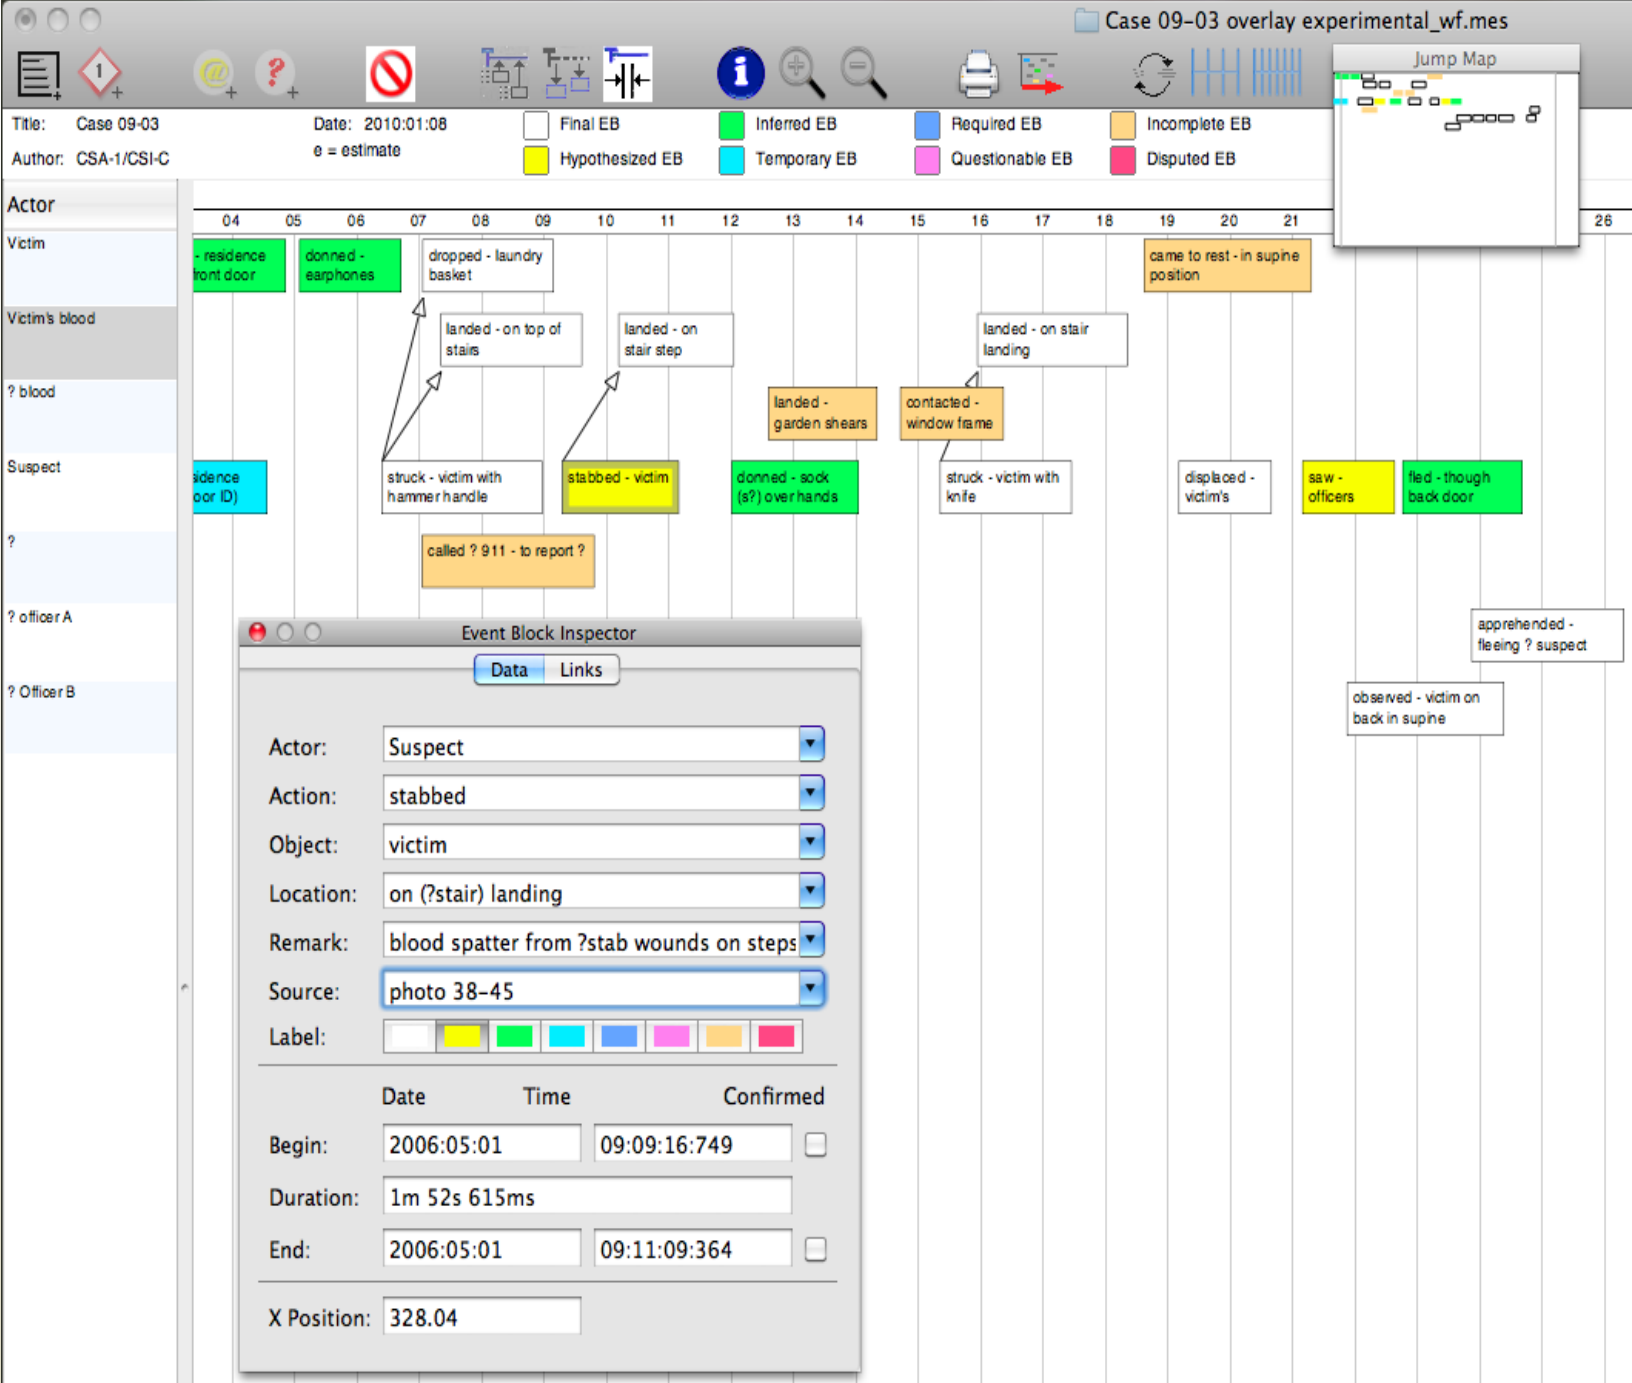 Case 09-03 overlay experimental_wf.mes
Jump Map
1
@
?
i
Title: Case 09-03
Date: 2010:01:08
Final EB
Inferred EB
Required EB
Incomplete EB
Author: CSA-1/CSI-C
e = estimate
Hypothesized EB
Temporary EB
Questionable EB
Disputed EB
Actor
04 05 06 07 08 09 10 11 12 13 14 15 16 17 18 19 20 21 26
Victim
- residence
front door
donned -
earphones
dropped - laundry
basket
came to rest - in supine
position
Victim's blood
landed - on top of
stairs
landed - on
stair step
landed - on stair
landing
? blood
landed -
garden shears
contacted -
window frame
Suspect
sidence
oor ID)
struck - victim with
hammer handle
stabbed - victim
donned - sock
(s?) over hands
struck - victim with
knife
displaced -
victim's
saw -
officers
fled - though
back door
?
called ? 911 - to report ?
? officer A
apprehended -
fleeing ? suspect
? Officer B
observed - victim on
back in supine
Event Block Inspector
Data Links
Actor: Suspect
Action: stabbed
Object: victim
Location: on (?stair) landing
Remark: blood spatter from ?stab wounds on steps
Source: photo 38-45
Label:
Date Time Confirmed
Begin: 2006:05:01 09:09:16:749
Duration: 1m 52s 615ms
End: 2006:05:01 09:11:09:364
X Position: 328.04